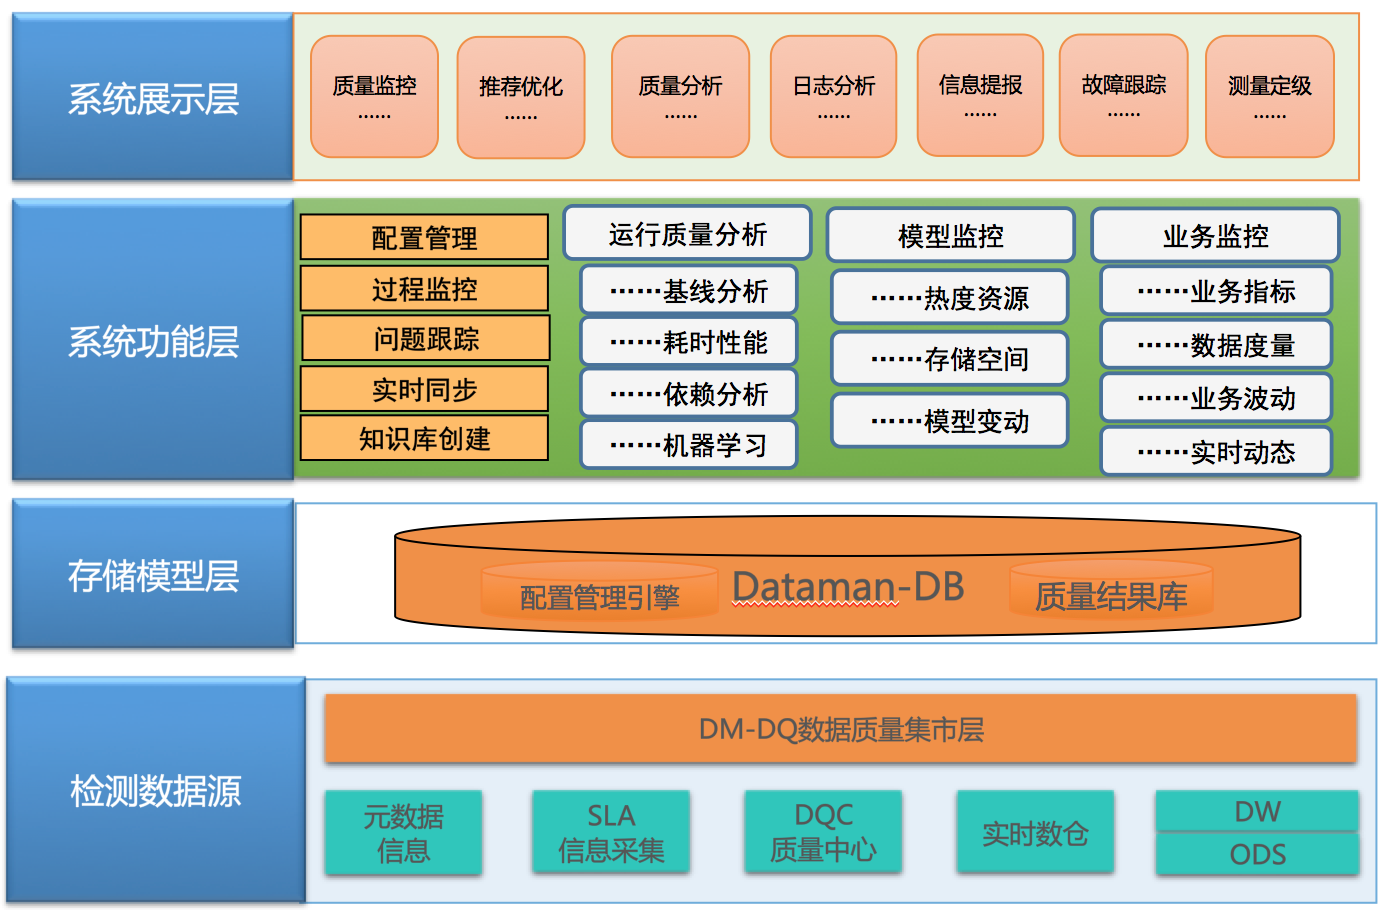 系统展示层
质量监控
......
推荐优化
......
质量分析
......
日志分析
......
信息提报
......
故障跟踪
......
测量定级
......
系统功能层
配置管理
过程监控
问题跟踪
实时同步
知识库创建
运行质量分析
……基线分析
……耗时性能
……依赖分析
……机器学习
模型监控
……热度资源
……存储空间
……模型变动
业务监控
……业务指标
……数据度量
……业务波动
……实时动态
存储模型层
配置管理引擎
Dataman-DB
质量结果库
检测数据源
DM-DQ数据质量集市层
元数据
信息
SLA
信息采集
DQC
质量中心
实时数仓
DW
ODS